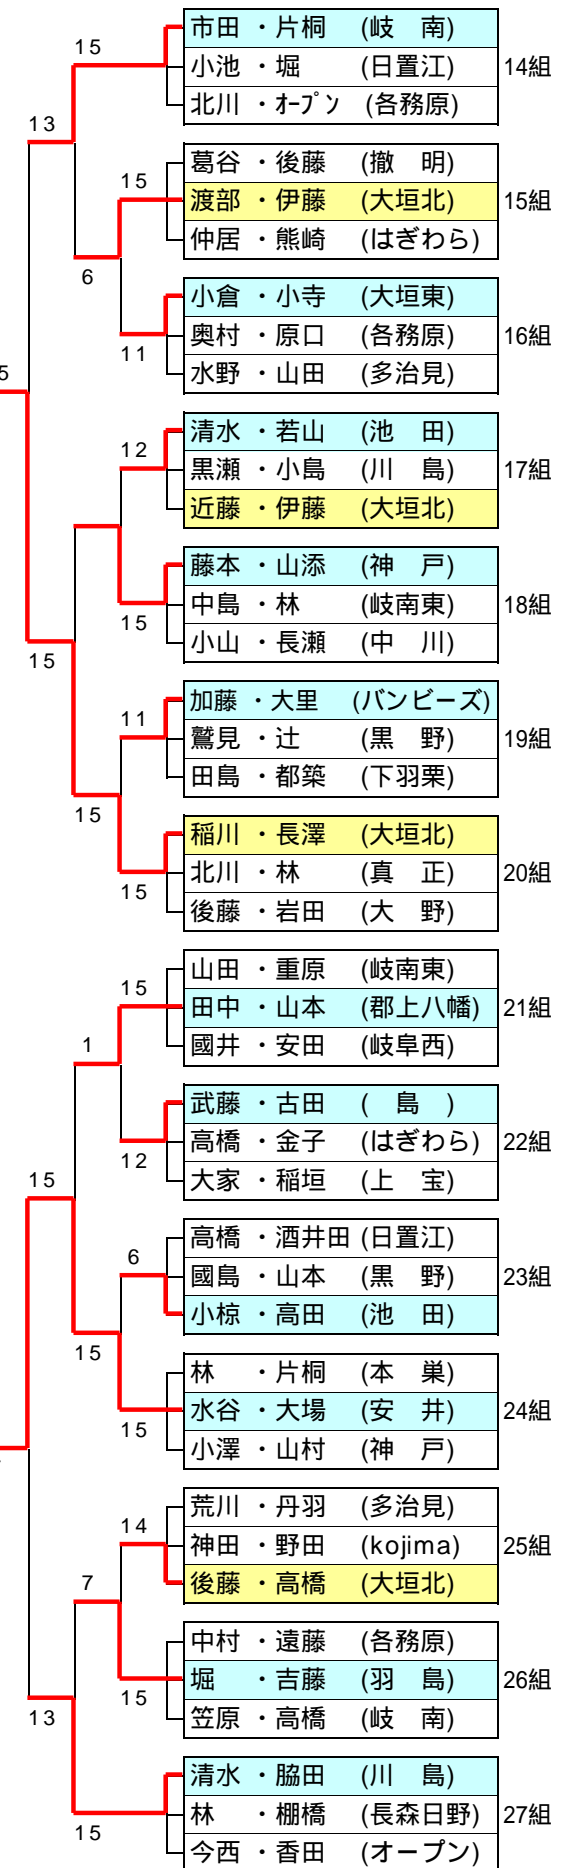 市田 ・片桐 (岐　南)
15
小池 ・堀 (日置江) 14組
北川 ・ｵｰﾌﾟﾝ (各務原)
13
葛谷 ・後藤 (撤　明)
15
渡部 ・伊藤 (大垣北) 15組
仲居 ・熊崎 (はぎわら)
6
小倉 ・小寺 (大垣東)
奥村 ・原口 (各務原) 16組
11
水野 ・山田 (多治見)
5
清水 ・若山 (池　田)
12
黒瀬 ・小島 (川　島) 17組
近藤 ・伊藤 (大垣北)
藤本 ・山添 (神　戸)
中島 ・林 (岐南東) 18組
15
小山 ・長瀬 (中　川)
15
加藤 ・大里 (バンビーズ)
11
鷲見 ・辻 (黒　野) 19組
田島 ・都築 (下羽栗)
15
稲川 ・長澤 (大垣北)
北川 ・林 (真　正) 20組
15
後藤 ・岩田 (大　野)
山田 ・重原 (岐南東)
15
田中 ・山本 (郡上八幡) 21組
1
國井 ・安田 (岐阜西)
武藤 ・古田 (　島　)
高橋 ・金子 (はぎわら) 22組
12
大家 ・稲垣 (上　宝)
15
高橋 ・酒井田 (日置江)
6
國島 ・山本 (黒　野) 23組
小椋 ・高田 (池　田)
15
林　 ・片桐 (本　巣)
水谷 ・大場 (安　井) 24組
15
小澤 ・山村 (神　戸)
荒川 ・丹羽 (多治見)
14
神田 ・野田 (kojima) 25組
7
後藤 ・高橋 (大垣北)
中村 ・遠藤 (各務原)
堀　 ・吉藤 (羽　島) 26組
15
笠原 ・高橋 (岐　南)
13
清水 ・脇田 (川　島)
林　 ・棚橋 (長森日野) 27組
15
今西 ・香田 (オープン)